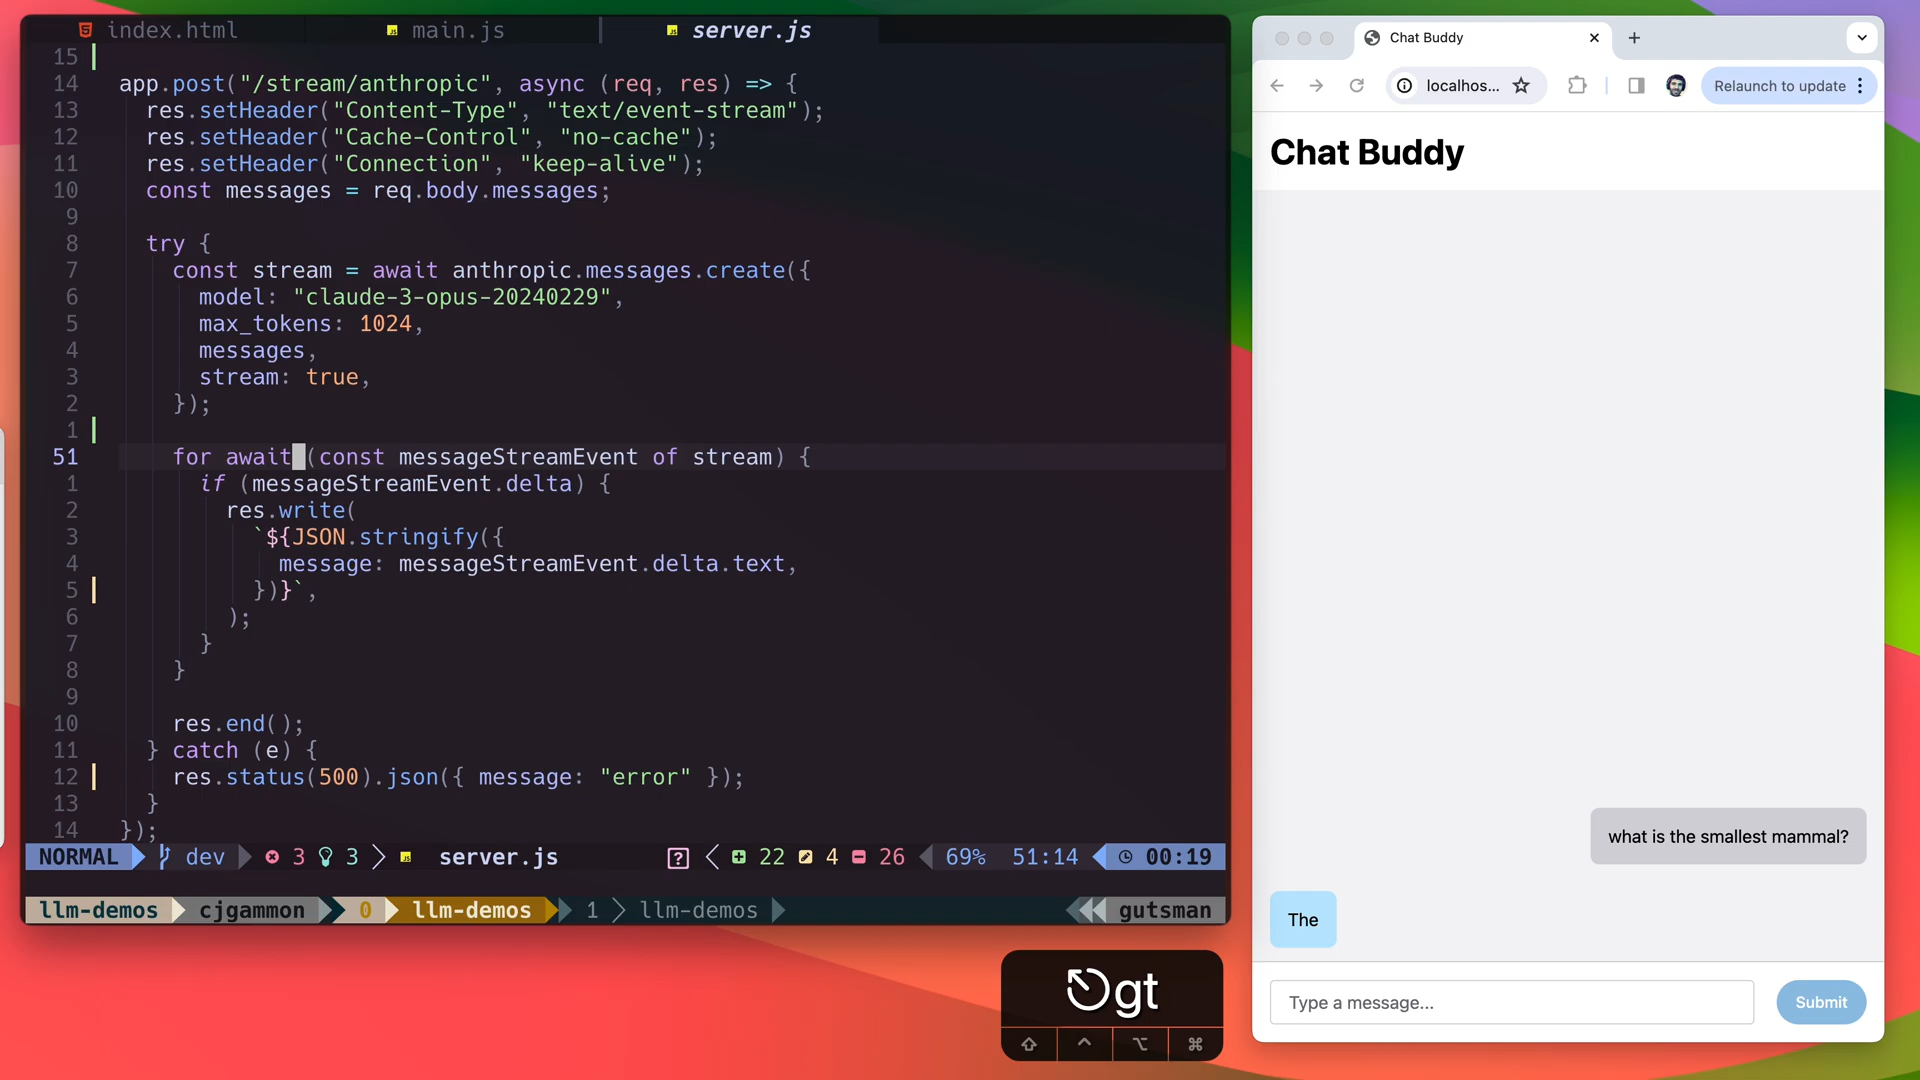 index.html main.js server.js
15
14 app.post("/stream/anthropic", async (req, res) => {
13 res.setHeader("Content-Type", "text/event-stream");
12 res.setHeader("Cache-Control", "no-cache");
11 res.setHeader("Connection", "keep-alive");
10 const messages = req.body.messages;
9
8 try {
7 const stream = await anthropic.messages.create({
6 model: "claude-3-opus-20240229",
5 max_tokens: 1024,
4 messages,
3 stream: true,
2 });
1
51 for await (const messageStreamEvent of stream) {
1 if (messageStreamEvent.delta) {
2 res.write(
3 `${JSON.stringify({
4 message: messageStreamEvent.delta.text,
5 })}`,
6 );
7 }
8 }
9
10 res.end();
11 } catch (e) {
12 res.status(500).json({ message: "error" });
13 }
14 });
NORMAL dev 3 3 server.js ? 22 4 26 69% 51:14 00:19
llm-demos cjgammon 0 llm-demos 1 llm-demos gutsman
gt
Chat Buddy
localhos... Relaunch to update
Chat Buddy
what is the smallest mammal?
The
Type a message... Submit